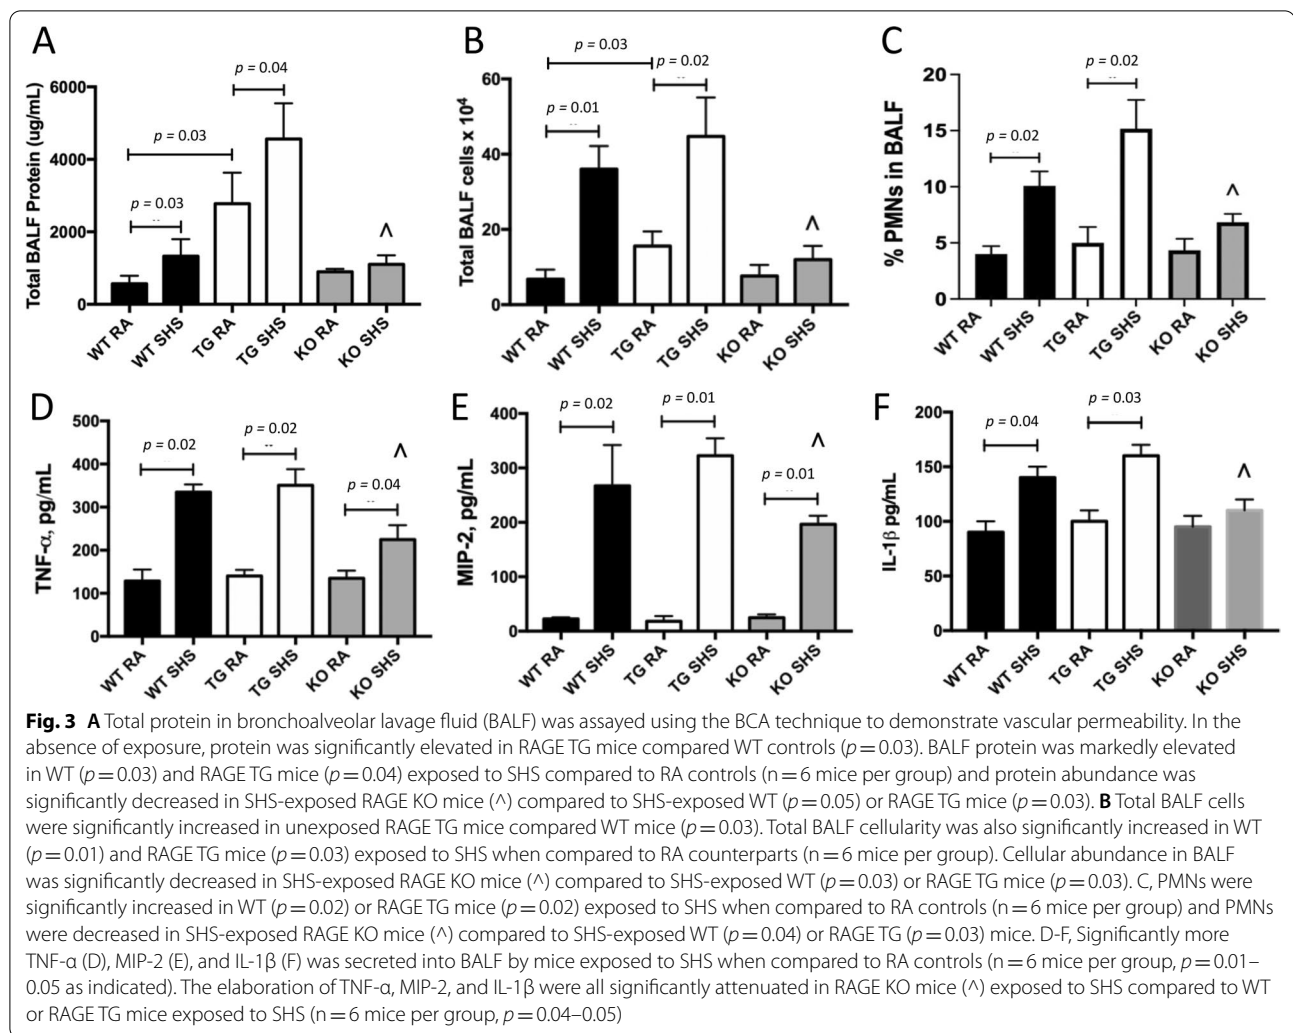 A
Total BALF Protein (ug/mL)
6000
4000
2000
0
p = 0.03
p = 0.03
p = 0.04
^
WT RA
WT SHS
TG RA
TG SHS
KO RA
KO SHS
B
Total BALF cells x 10⁴
60
40
20
0
p = 0.01
p = 0.03
p = 0.02
^
WT RA
WT SHS
TG RA
TG SHS
KO RA
KO SHS
C
% PMNs in BALF
20
15
10
5
0
p = 0.02
p = 0.02
^
WT RA
WT SHS
TG RA
TG SHS
KO RA
KO SHS
D
TNF-α, pg/mL
500
400
300
200
100
0
p = 0.02
p = 0.02
p = 0.04
^
WT RA
WT SHS
TG RA
TG SHS
KO RA
KO SHS
E
MIP-2, pg/mL
400
300
200
100
0
p = 0.02
p = 0.01
p = 0.01
^
WT RA
WT SHS
TG RA
TG SHS
KO RA
KO SHS
F
IL-1β pg/mL
200
150
100
50
0
p = 0.04
p = 0.03
^
WT RA
WT SHS
TG RA
TG SHS
KO RA
KO SHS
Fig. 3 A Total protein in bronchoalveolar lavage fluid (BALF) was assayed using the BCA technique to demonstrate vascular permeability. In the
absence of exposure, protein was significantly elevated in RAGE TG mice compared WT controls (p = 0.03). BALF protein was markedly elevated
in WT (p = 0.03) and RAGE TG mice (p = 0.04) exposed to SHS compared to RA controls (n = 6 mice per group) and protein abundance was
significantly decreased in SHS-exposed RAGE KO mice (^) compared to SHS-exposed WT (p = 0.05) or RAGE TG mice (p = 0.03). B Total BALF cells
were significantly increased in unexposed RAGE TG mice compared WT mice (p = 0.03). Total BALF cellularity was also significantly increased in WT
(p = 0.01) and RAGE TG mice (p = 0.03) exposed to SHS when compared to RA counterparts (n = 6 mice per group). Cellular abundance in BALF
was significantly decreased in SHS-exposed RAGE KO mice (^) compared to SHS-exposed WT (p = 0.03) or RAGE TG mice (p = 0.03). C, PMNs were
significantly increased in WT (p = 0.02) or RAGE TG mice (p = 0.02) exposed to SHS when compared to RA controls (n = 6 mice per group) and PMNs
were decreased in SHS-exposed RAGE KO mice (^) compared to SHS-exposed WT (p = 0.04) or RAGE TG (p = 0.03) mice. D-F, Significantly more
TNF-α (D), MIP-2 (E), and IL-1β (F) was secreted into BALF by mice exposed to SHS when compared to RA controls (n = 6 mice per group, p = 0.01–
0.05 as indicated). The elaboration of TNF-α, MIP-2, and IL-1β were all significantly attenuated in RAGE KO mice (^) exposed to SHS compared to WT
or RAGE TG mice exposed to SHS (n = 6 mice per group, p = 0.04–0.05)